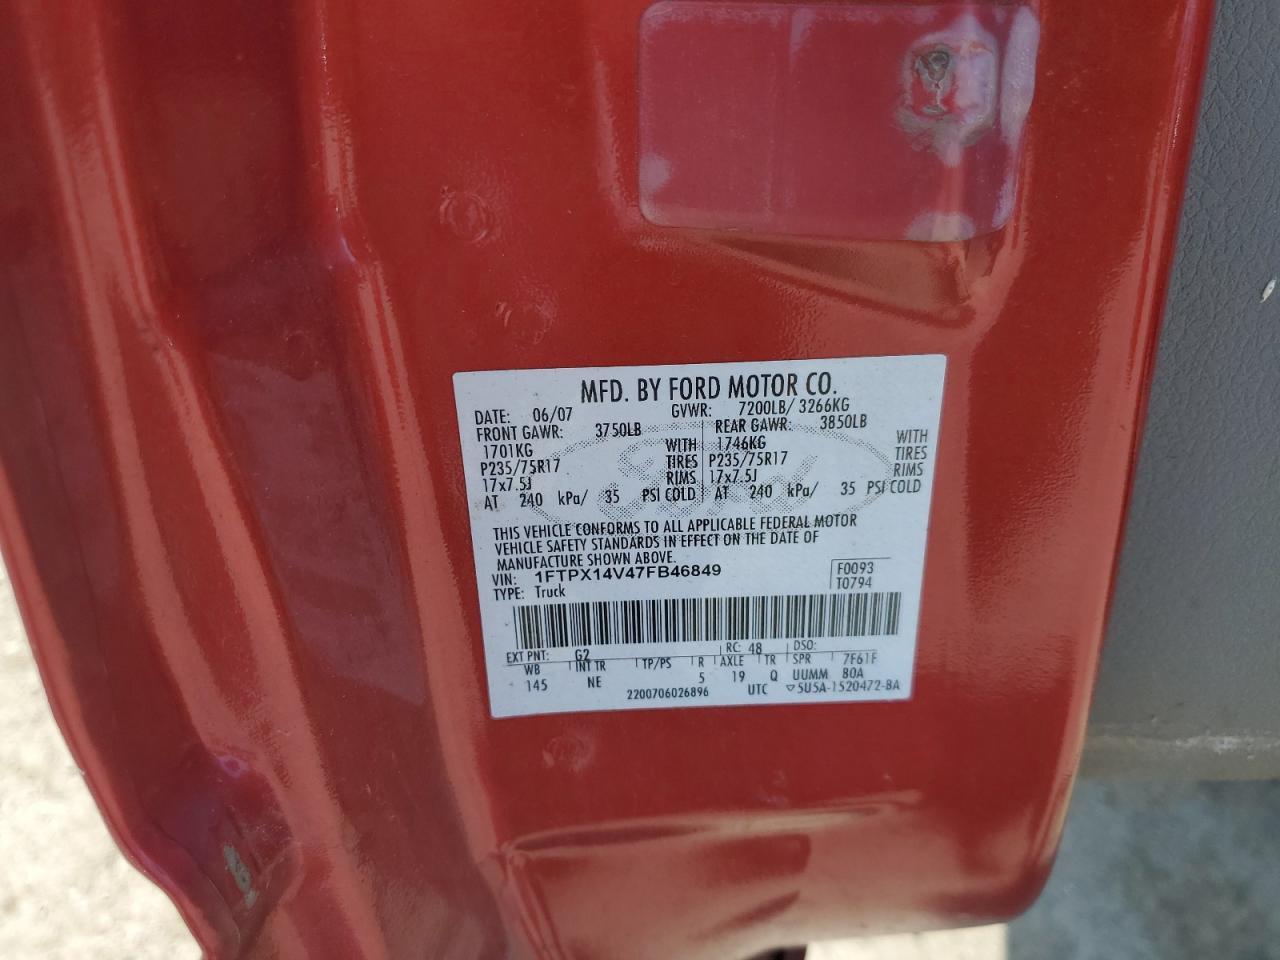 MFD. BY FORD MOTOR CO.
DATE: 06/07 GVWR: 7200LB/ 3266KG
FRONT GAWR: 3750LB REAR GAWR: 3850LB
1701KG WITH 1746KG WITH
P235/75R17 TIRES P235/75R17 TIRES
17x7.5J RIMS 17x7.5J RIMS
AT 240 kPa/ 35 PSI COLD AT 240 kPa/ 35 PSI COLD
THIS VEHICLE CONFORMS TO ALL APPLICABLE FEDERAL MOTOR
VEHICLE SAFETY STANDARDS IN EFFECT ON THE DATE OF
MANUFACTURE SHOWN ABOVE.
VIN: 1FTPX14V47FB46849 F0093
TYPE: Truck T0794
EXT PNT: G2 RC: 48 DSO:
WB INT TR TP/PS R AXLE TR SPR 7F61F
145 NE 5 19 Q UUMM 80A
2200706026896 UTC ▽5U5A-1520472-BA